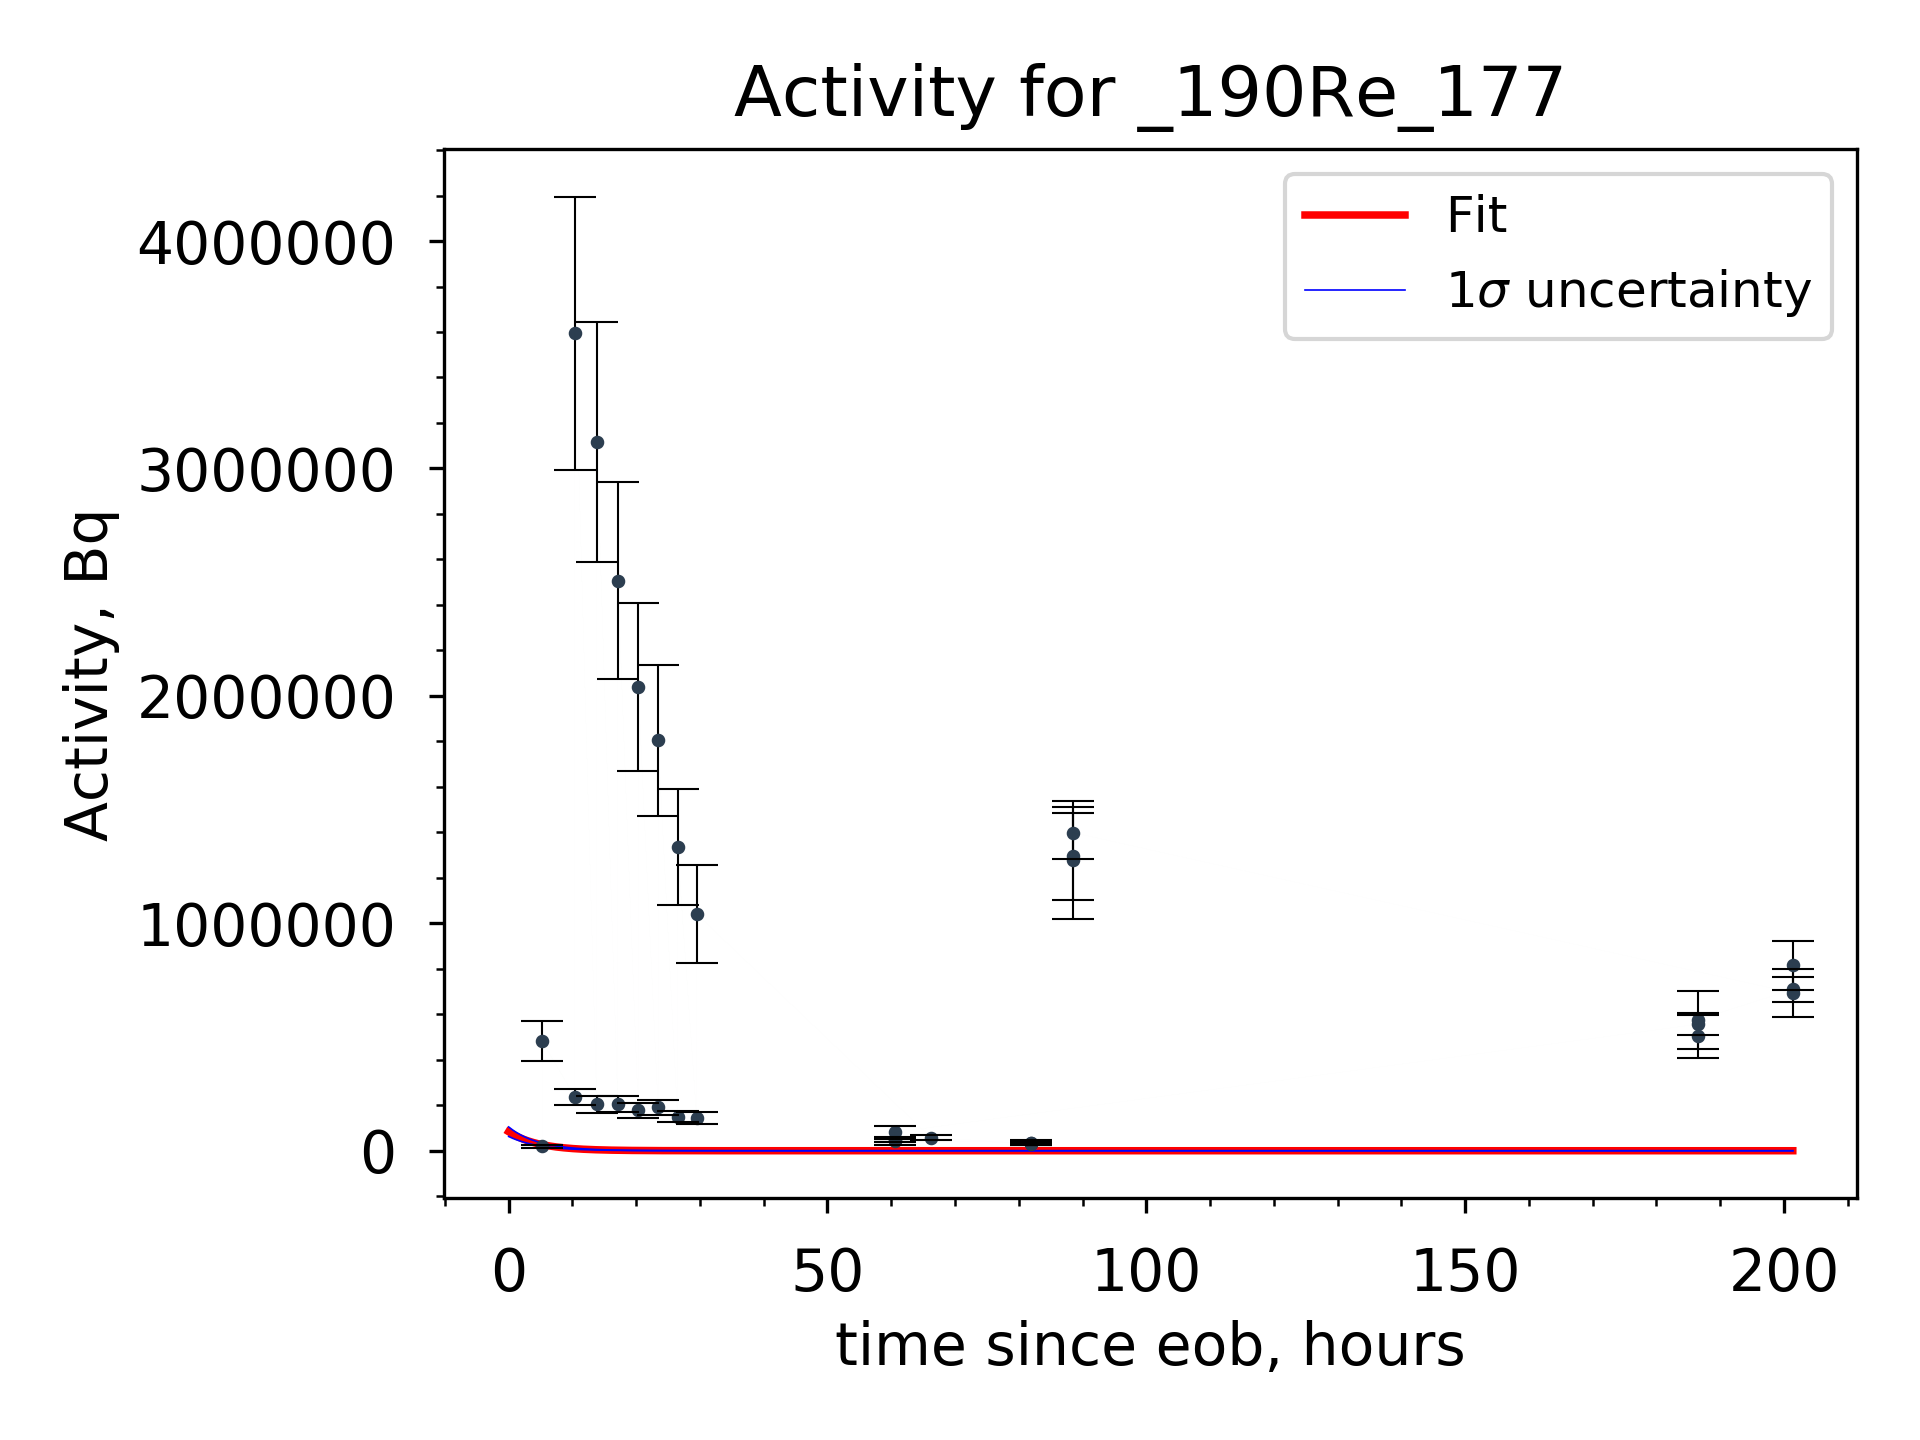 Activity for _190Re_177
Fit
1σ uncertainty
4000000
3000000
2000000
1000000
0
Activity, Bq
0 50 100 150 200
time since eob, hours